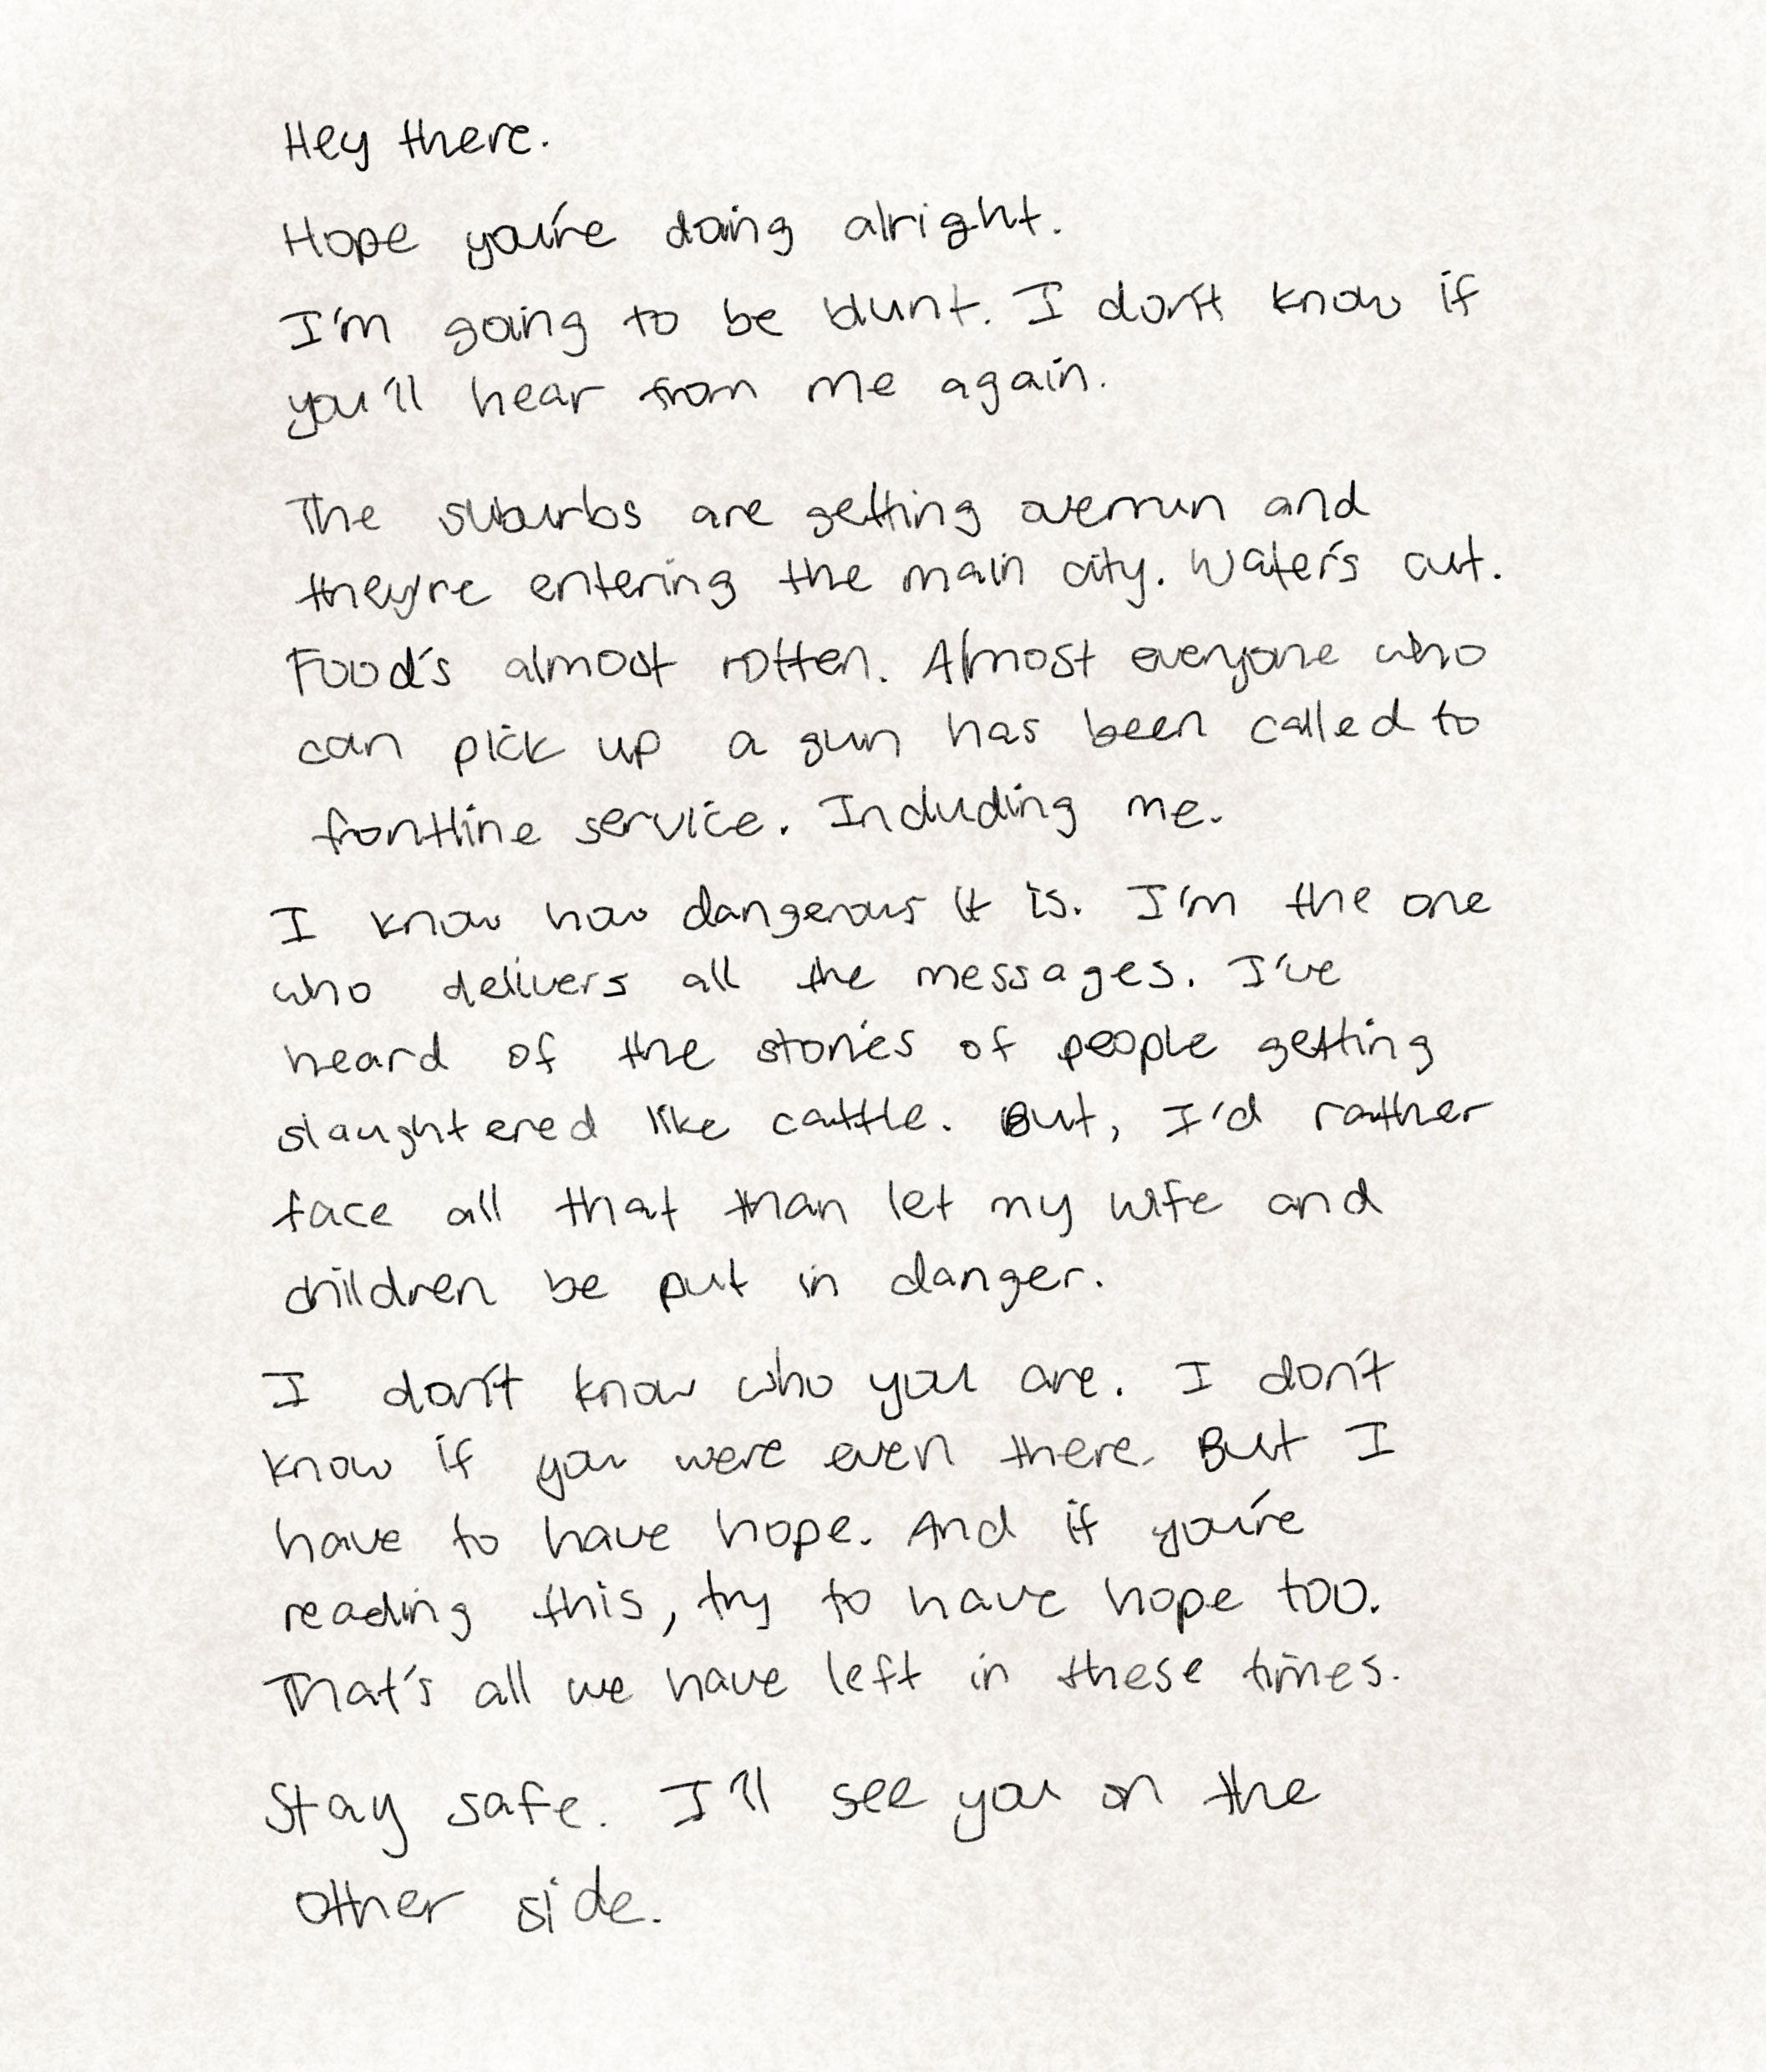 Hey there.
Hope you're doing alright.
I'm going to be blunt. I don't know if
you'll hear from me again.
The suburbs are getting overrun and
they're entering the main city. Water's cut.
Food's almost rotten. Almost everyone who
can pick up a gun has been called to
frontline service. Including me.
I know how dangerous it is. I'm the one
who delivers all the messages. I've
heard of the stories of people getting
slaughtered like cattle. But, I'd rather
face all that than let my wife and
children be put in danger.
I don't know who you are. I don't
know if you were even there. But I
have to have hope. And if you're
reading this, try to have hope too.
That's all we have left in these times.
Stay safe. I'll see you on the
other side.